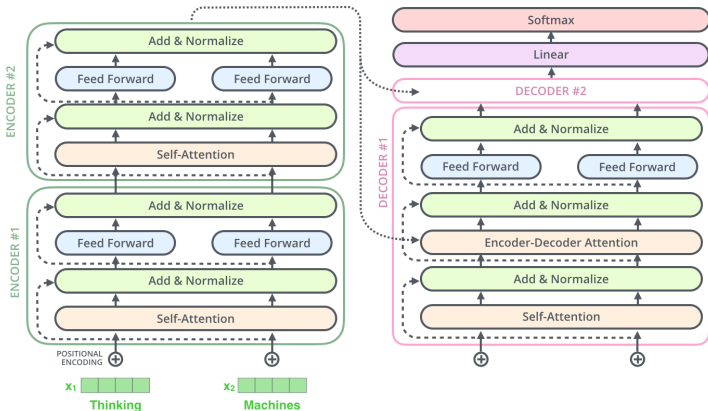 ENCODER #2
Add & Normalize
Feed Forward
Feed Forward
Add & Normalize
Self-Attention
ENCODER #1
Add & Normalize
Feed Forward
Feed Forward
Add & Normalize
Self-Attention
POSITIONAL
ENCODING
x₁
x₂
Thinking
Machines
Softmax
Linear
DECODER #2
DECODER #1
Add & Normalize
Feed Forward
Feed Forward
Add & Normalize
Encoder-Decoder Attention
Add & Normalize
Self-Attention